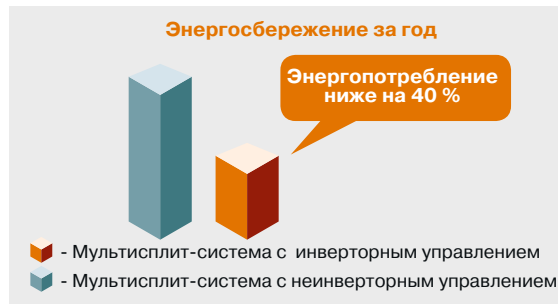 Энергосбережение за год
Энергопотребление
ниже на 40 %
- Мультисплит-система с инверторным управлением
- Мультисплит-система с неинверторным управлением